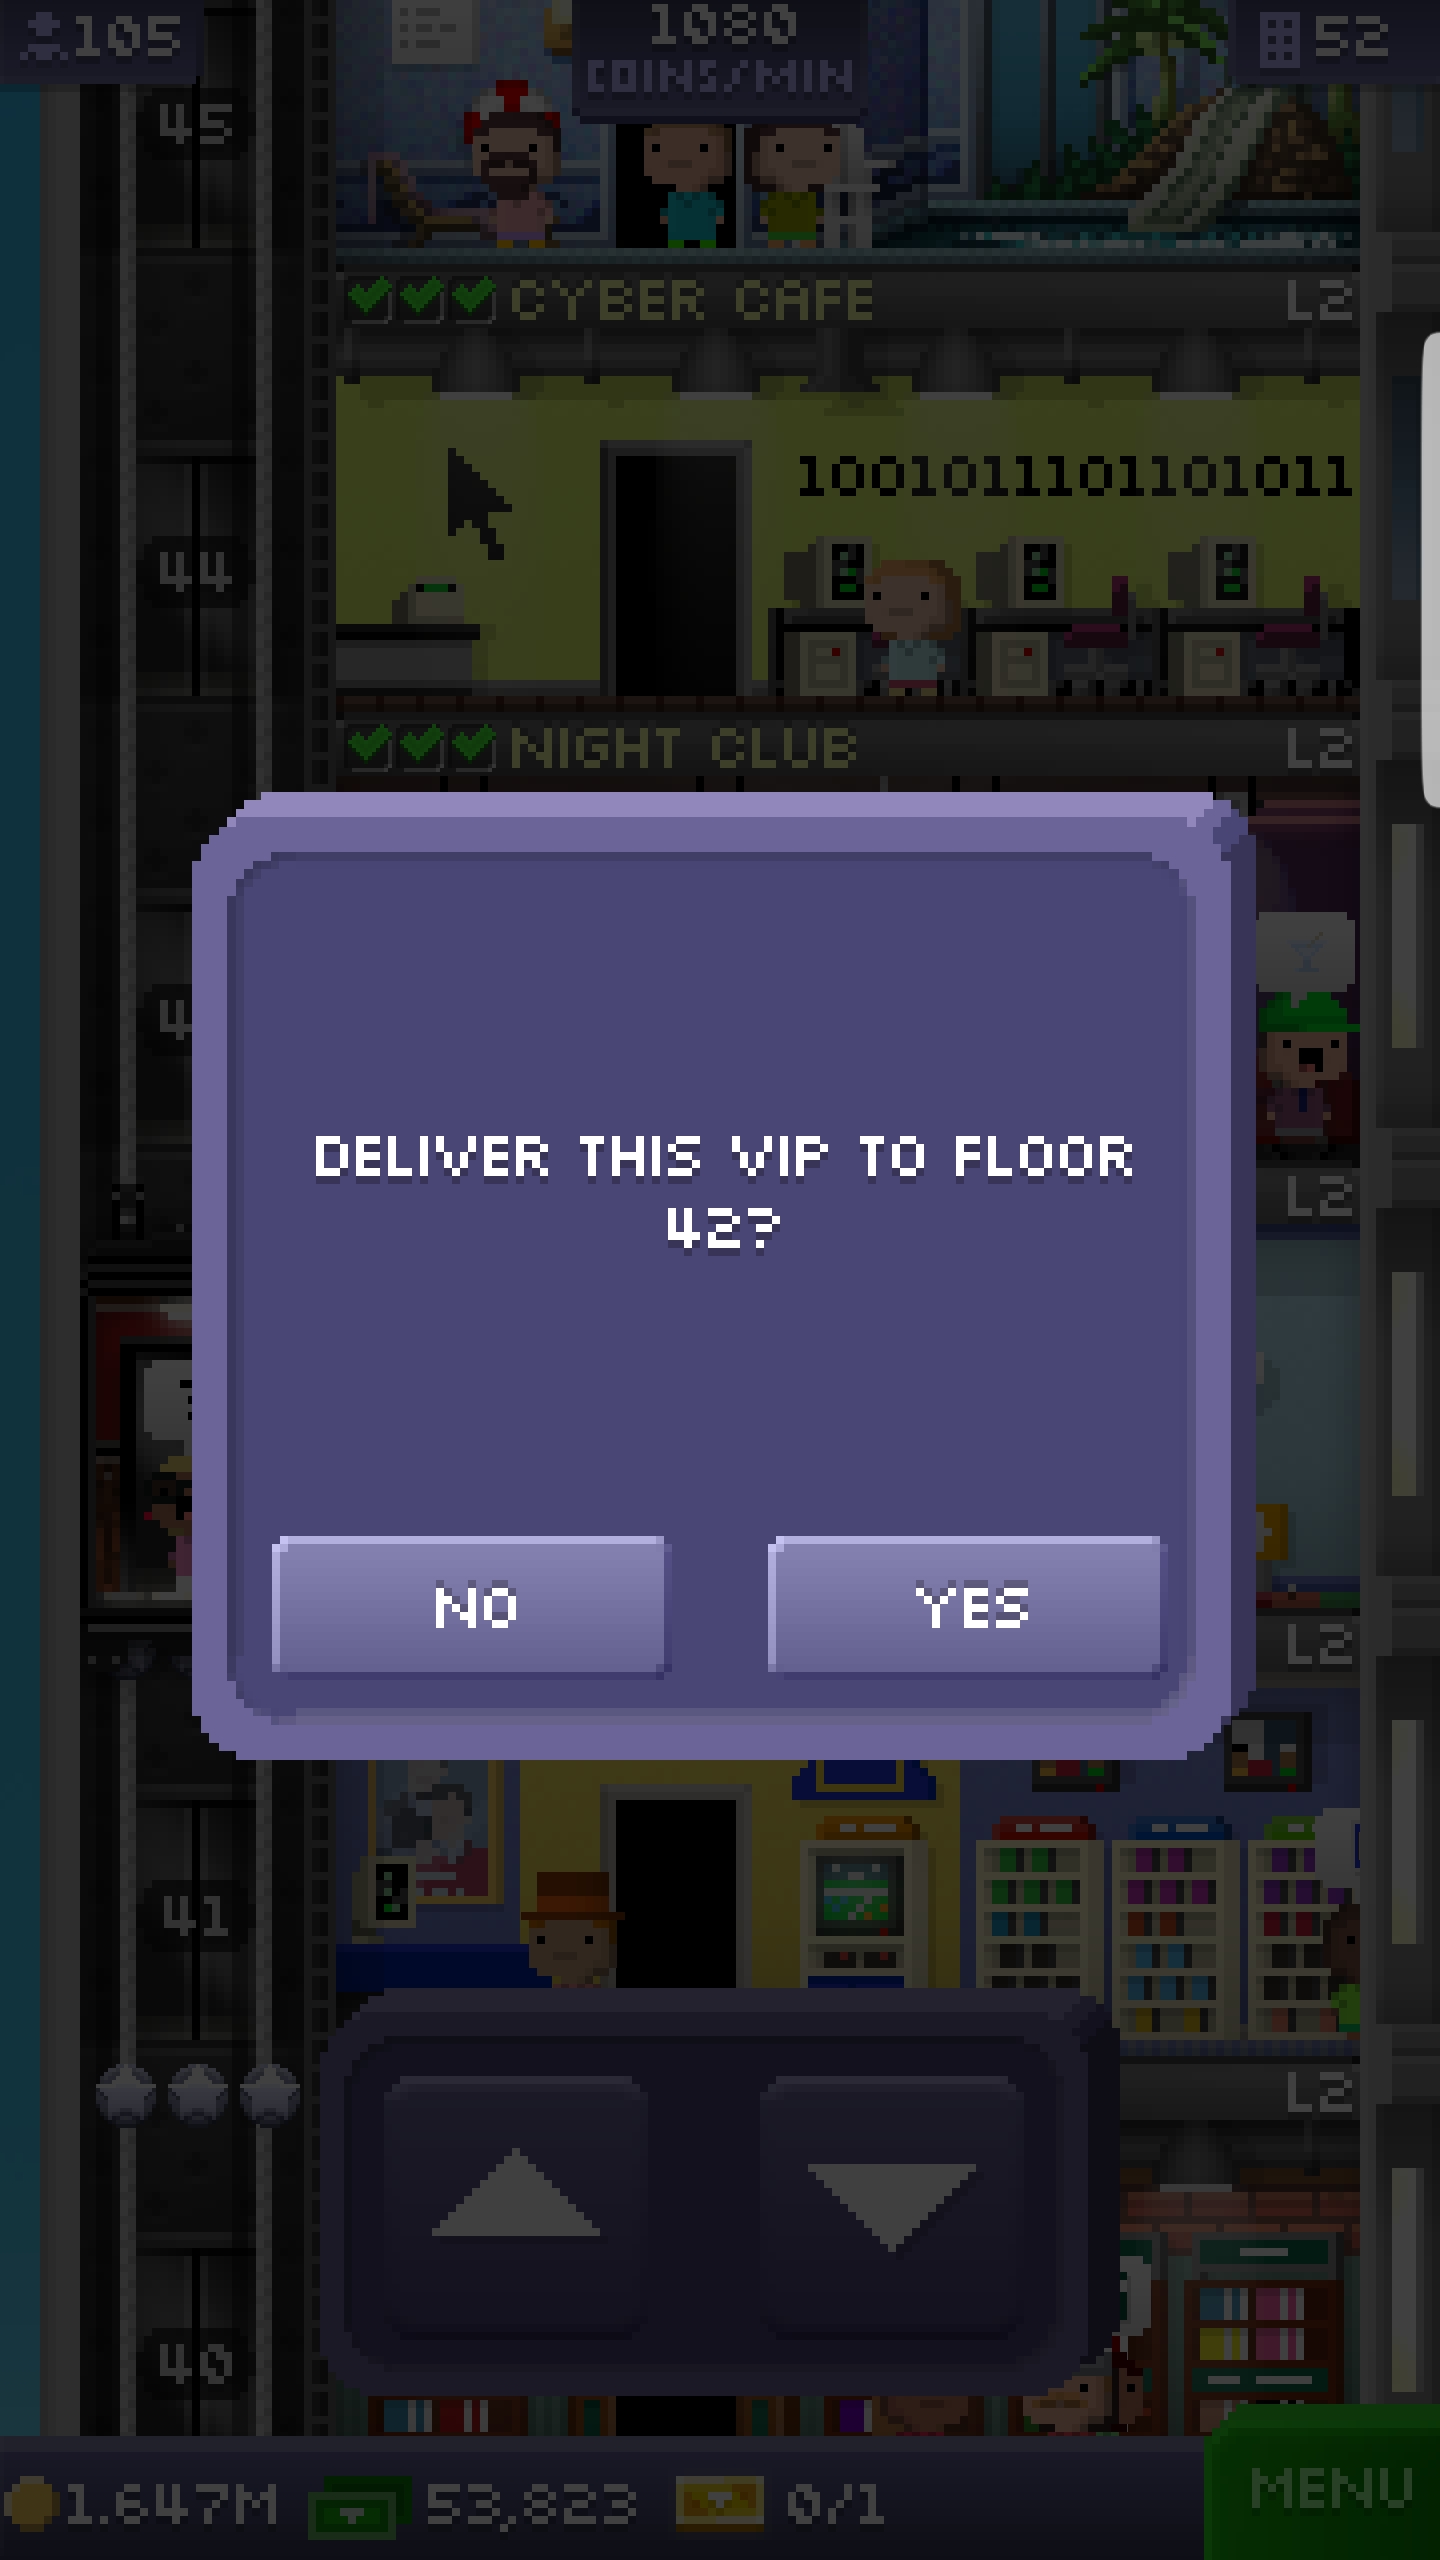 105
1080
COINS/MIN
52
45
CYBER CAFE
L2
1001011101101011
44
NIGHT CLUB
L2
L2
DELIVER THIS VIP TO FLOOR
42?
NO
YES
L2
41
L2
40
1.647M
53,823
0/1
MENU